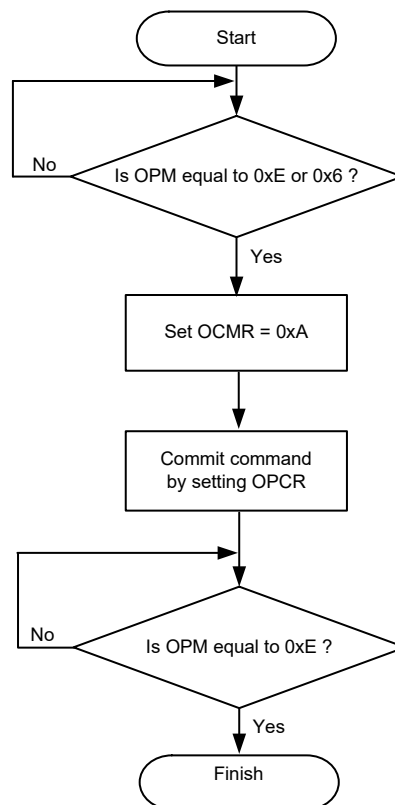 Start
No
Is OPM equal to 0xE or 0x6 ?
Yes
Set OCMR = 0xA
Commit command
by setting OPCR
No
Is OPM equal to 0xE ?
Yes
Finish